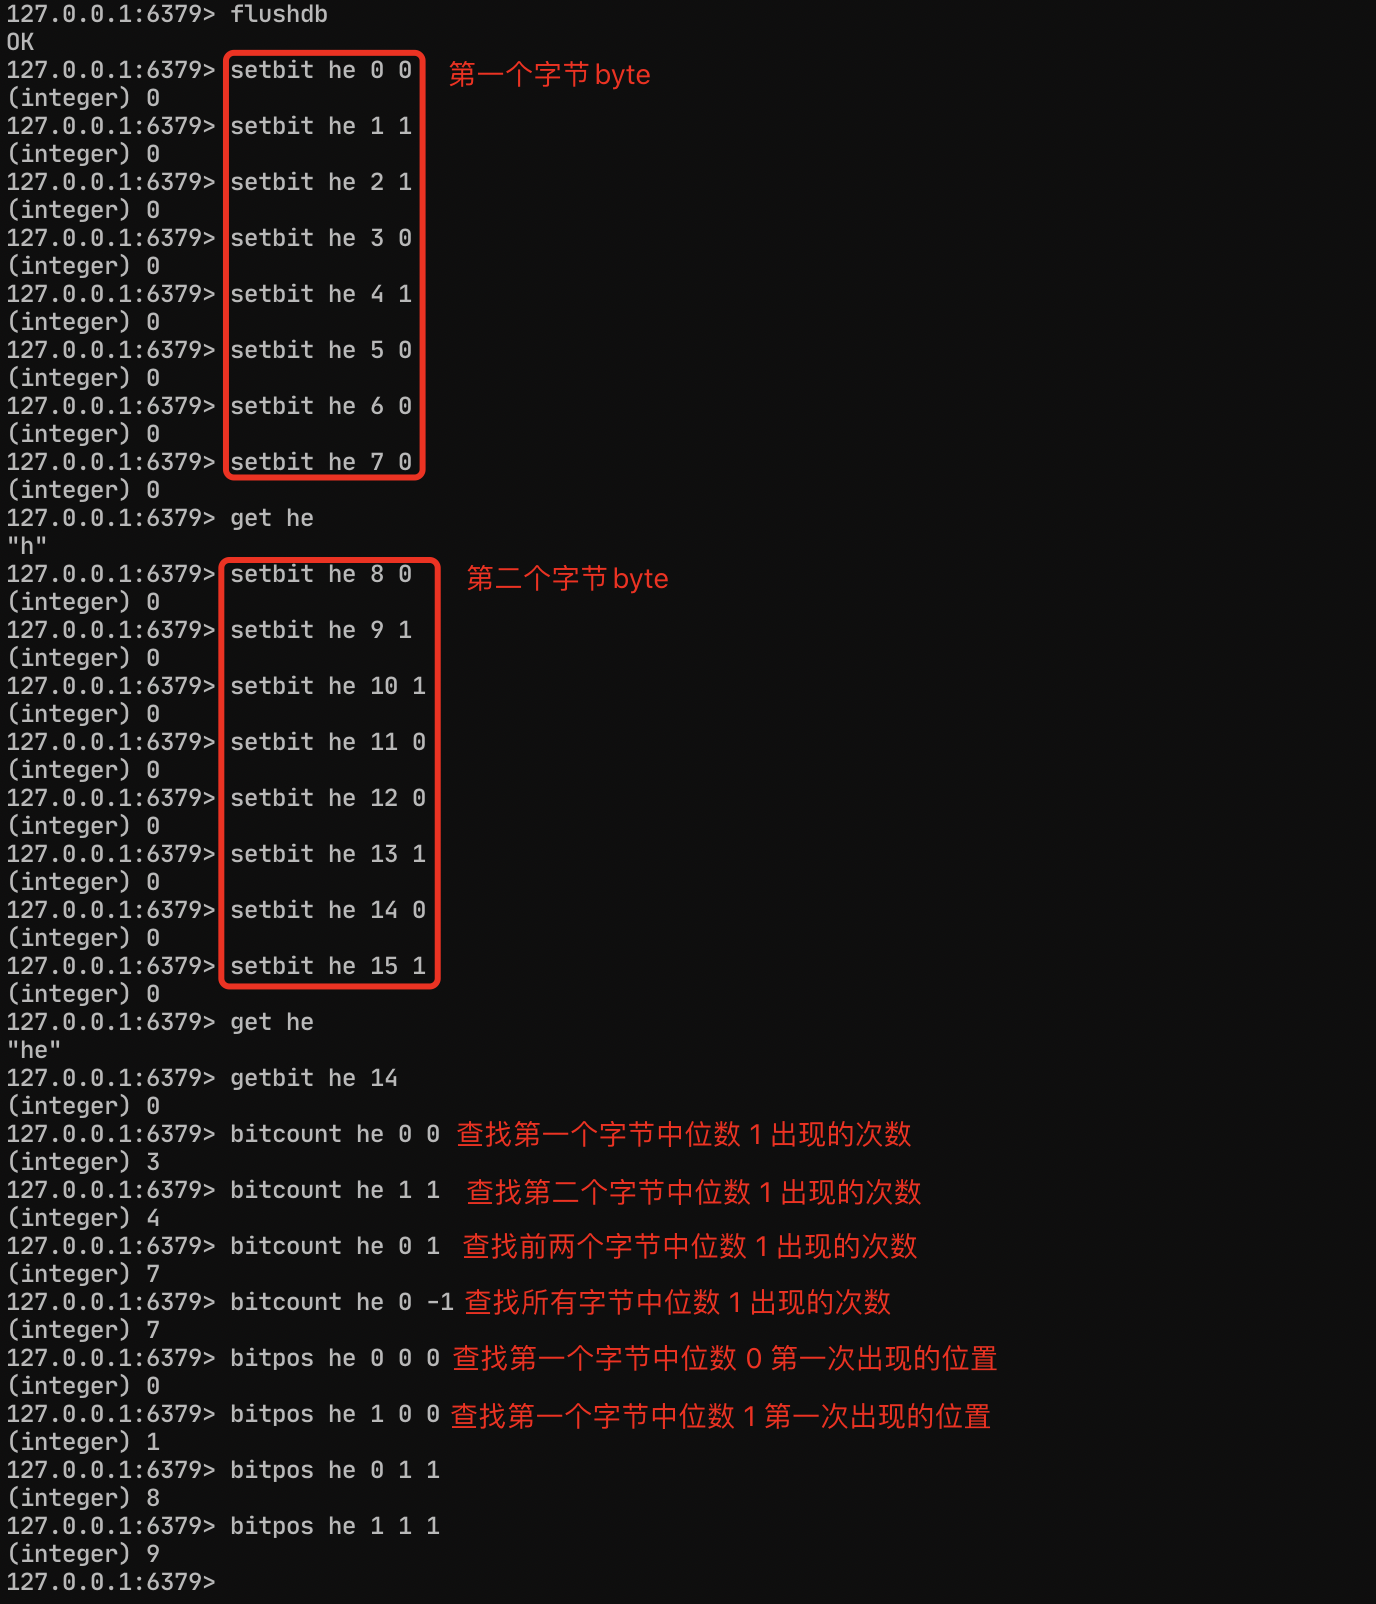 127.0.0.1:6379> flushdb
OK
127.0.0.1:6379> setbit he 0 0 第一个字节byte
(integer) 0
127.0.0.1:6379> setbit he 1 1
(integer) 0
127.0.0.1:6379> setbit he 2 1
(integer) 0
127.0.0.1:6379> setbit he 3 0
(integer) 0
127.0.0.1:6379> setbit he 4 1
(integer) 0
127.0.0.1:6379> setbit he 5 0
(integer) 0
127.0.0.1:6379> setbit he 6 0
(integer) 0
127.0.0.1:6379> setbit he 7 0
(integer) 0
127.0.0.1:6379> get he
"h"
127.0.0.1:6379> setbit he 8 0 第二个字节byte
(integer) 0
127.0.0.1:6379> setbit he 9 1
(integer) 0
127.0.0.1:6379> setbit he 10 1
(integer) 0
127.0.0.1:6379> setbit he 11 0
(integer) 0
127.0.0.1:6379> setbit he 12 0
(integer) 0
127.0.0.1:6379> setbit he 13 1
(integer) 0
127.0.0.1:6379> setbit he 14 0
(integer) 0
127.0.0.1:6379> setbit he 15 1
(integer) 0
127.0.0.1:6379> get he
"he"
127.0.0.1:6379> getbit he 14
(integer) 0
127.0.0.1:6379> bitcount he 0 0 查找第一个字节中位数 1 出现的次数
(integer) 3
127.0.0.1:6379> bitcount he 1 1 查找第二个字节中位数 1 出现的次数
(integer) 4
127.0.0.1:6379> bitcount he 0 1 查找前两个字节中位数 1 出现的次数
(integer) 7
127.0.0.1:6379> bitcount he 0 -1 查找所有字节中位数 1 出现的次数
(integer) 7
127.0.0.1:6379> bitpos he 0 0 0 查找第一个字节中位数 0 第一次出现的位置
(integer) 0
127.0.0.1:6379> bitpos he 1 0 0 查找第一个字节中位数 1 第一次出现的位置
(integer) 1
127.0.0.1:6379> bitpos he 0 1 1
(integer) 8
127.0.0.1:6379> bitpos he 1 1 1
(integer) 9
127.0.0.1:6379>